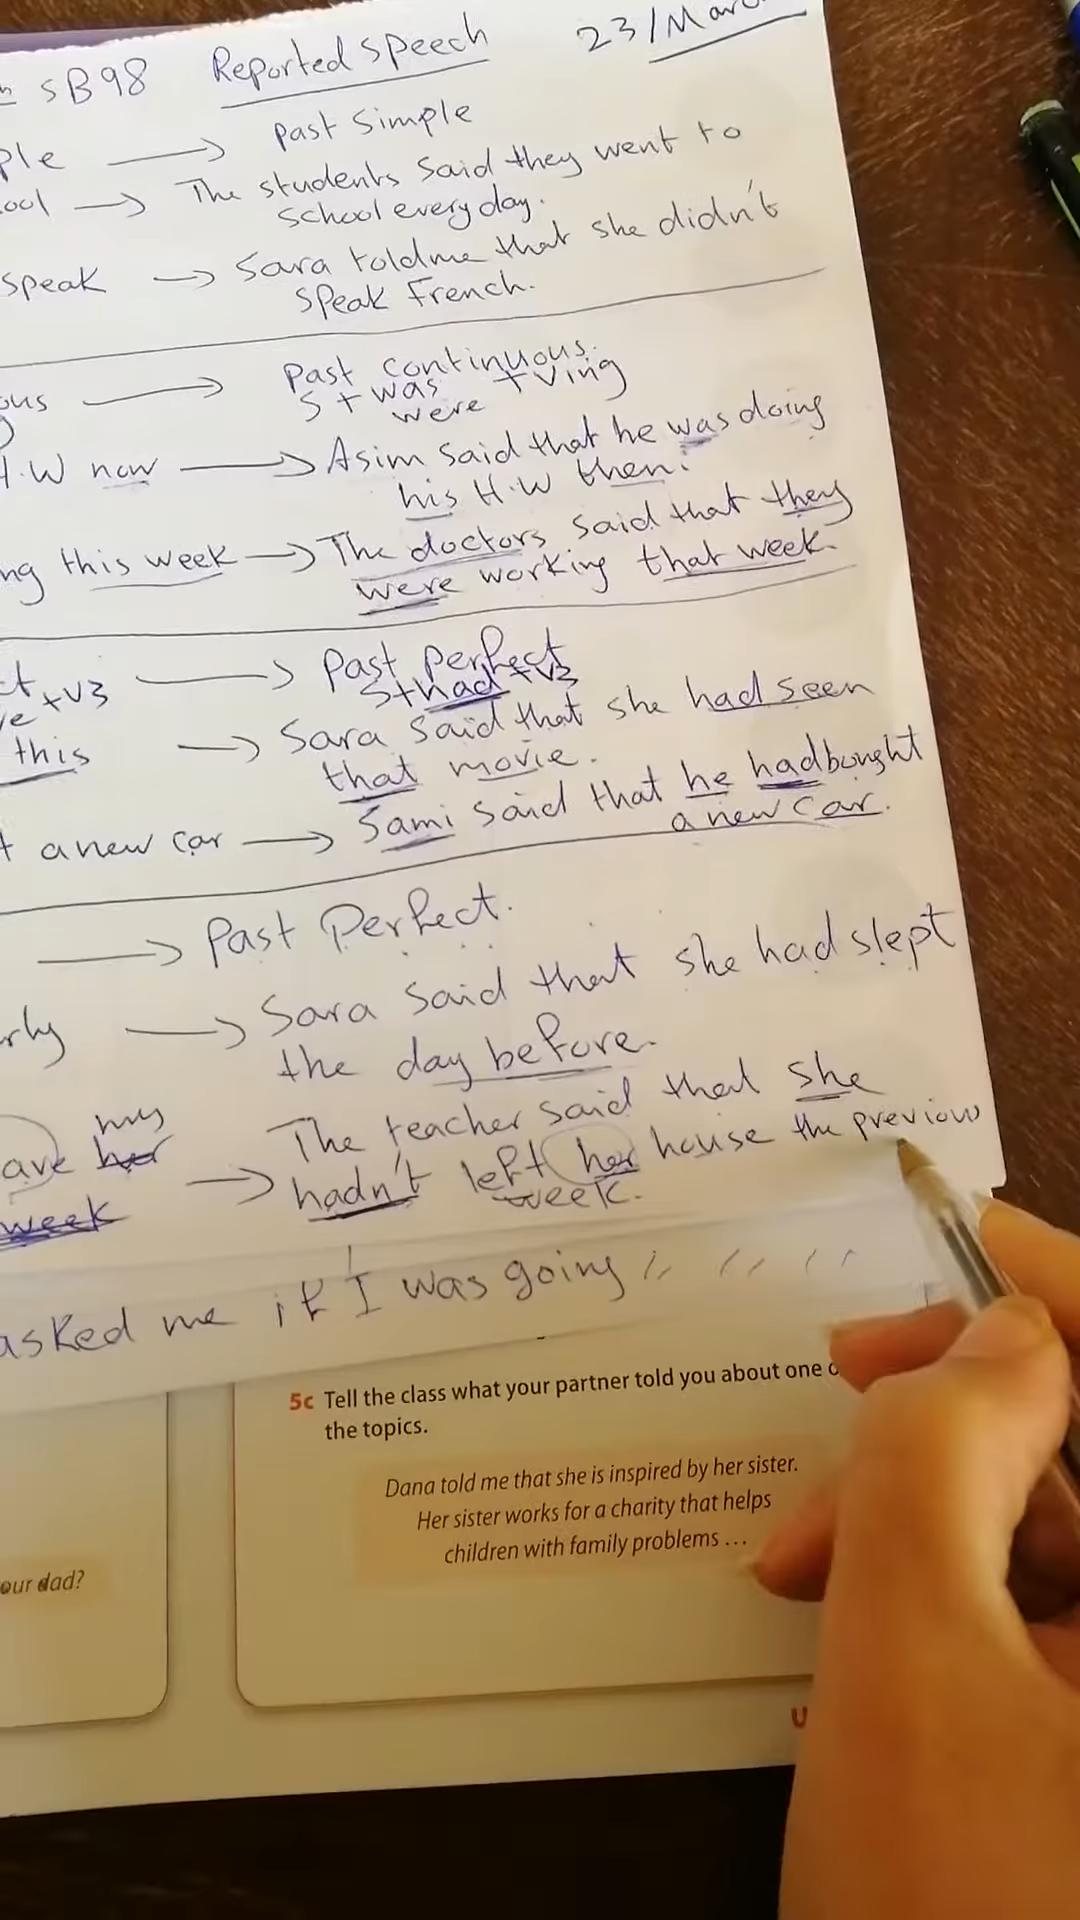 SB98 Reported Speech 23/Mar
ple → Past Simple
ool → The students said they went to
school every day.
speak → Sara told me that she didn't
speak French.
ous → Past continuous.
S + was + Ving
were
H.W now → Asim said that he was doing
his H.W then.
ng this week → The doctors said that they
were working that week.
ct → Past perfect
ve + V3 S + had + V3
this → Sara said that she had seen
that movie.
t a new car → Sami said that he had bought
a new car.
→ Past Perfect.
rly → Sara said that she had slept
the day before.
my The teacher said that she
ave her → hadn't left her house the previous
week week.
asked me if I was going // // //
5c Tell the class what your partner told you about one o
the topics.
Dana told me that she is inspired by her sister.
Her sister works for a charity that helps
children with family problems ...
our dad?
U